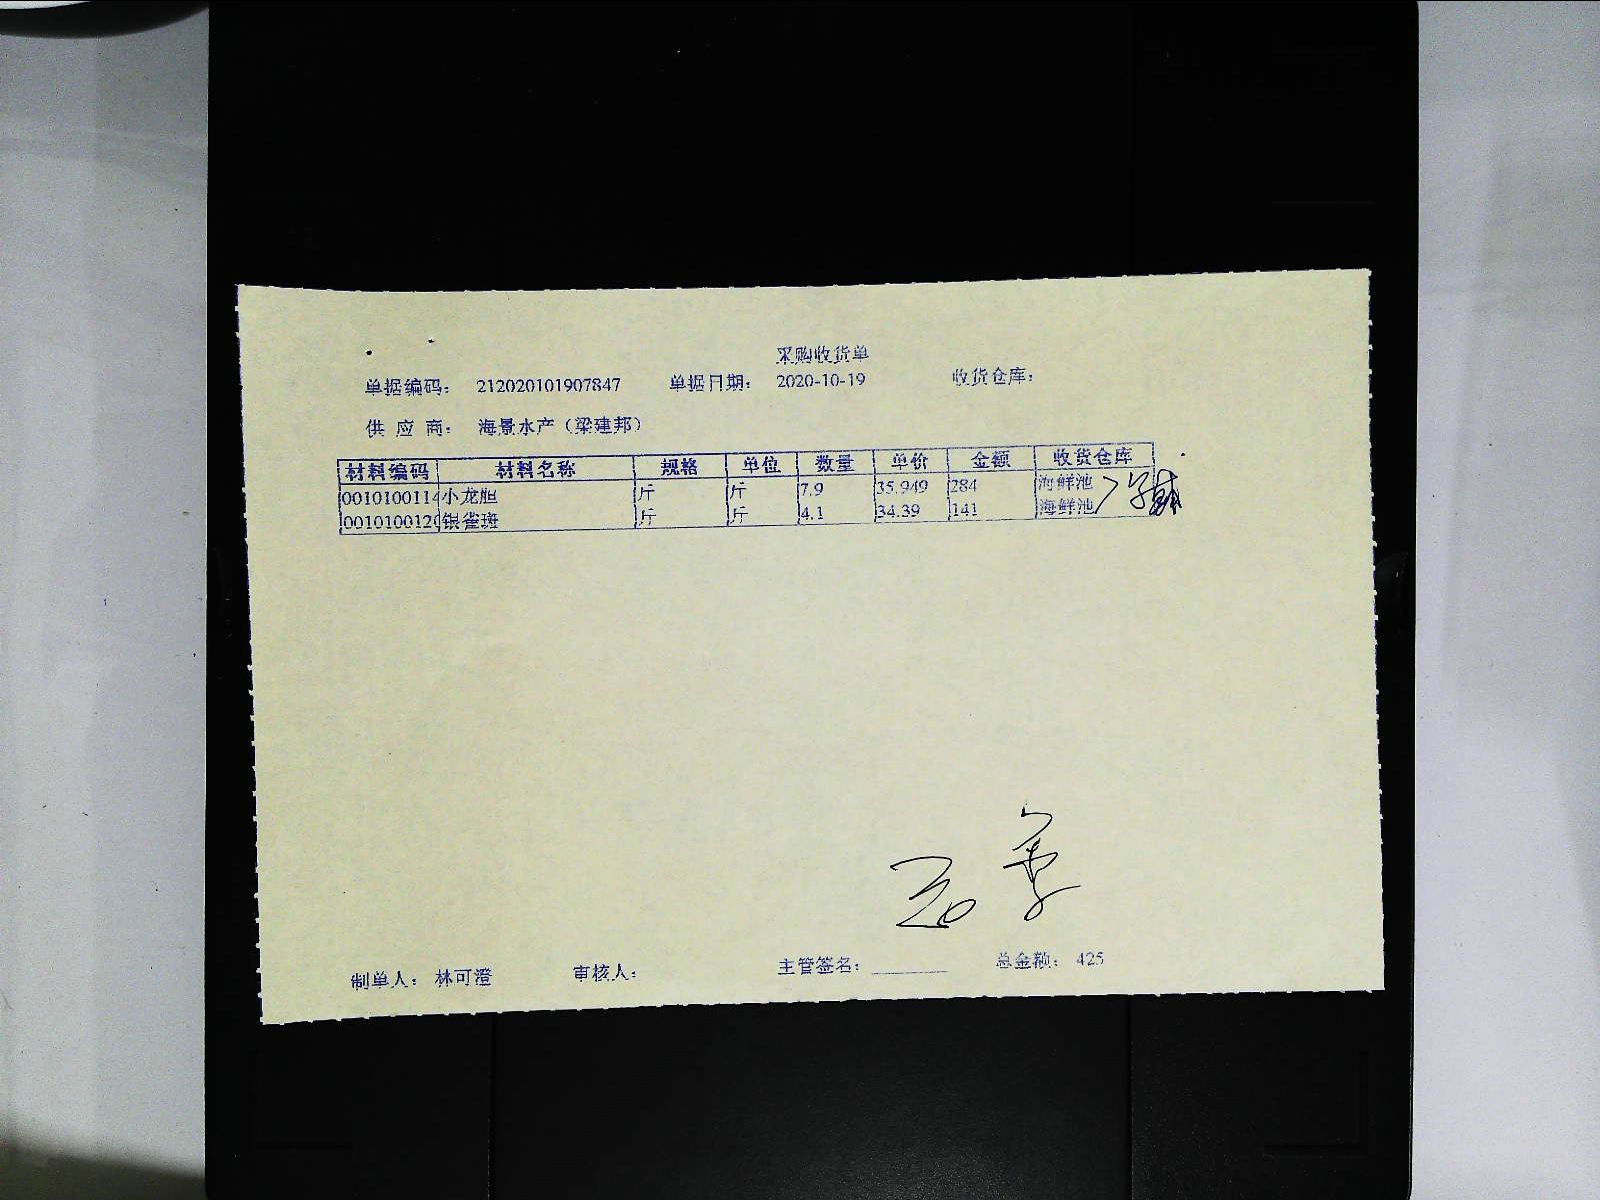 采购收货单
单据编码： 212020101907847 单据日期： 2020-10-19 收货仓库：
供 应 商： 海景水产（梁建邦）
材料编码 材料名称 规格 单位 数量 单价 金额 收货仓库
0010100114 小龙胆 斤 斤 7.9 35.949 284 海鲜池
001010012 银雀斑 斤 斤 4.1 34.39 141 海鲜池
制单人： 林可澄 审核人： 主管签名： 总金额： 425